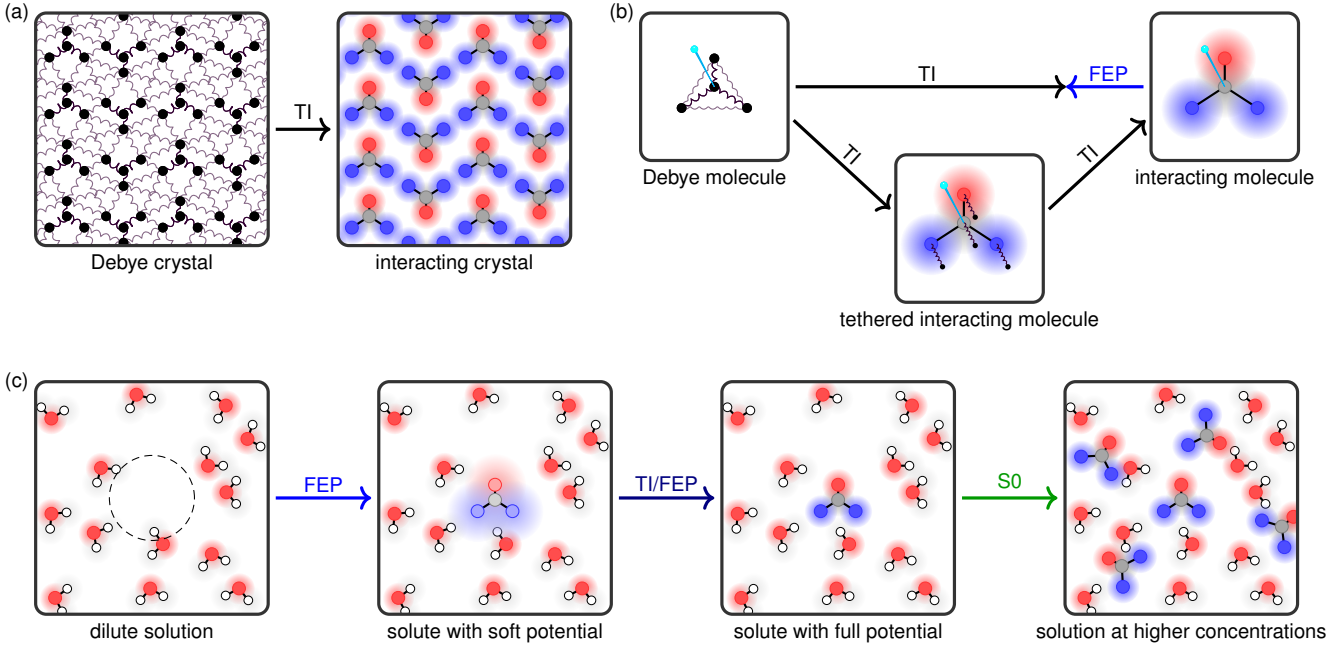 (a)
TI
Debye crystal
interacting crystal
(b)
TI
FEP
TI
TI
Debye molecule
interacting molecule
tethered interacting molecule
(c)
FEP
TI/FEP
S0
dilute solution
solute with soft potential
solute with full potential
solution at higher concentrations